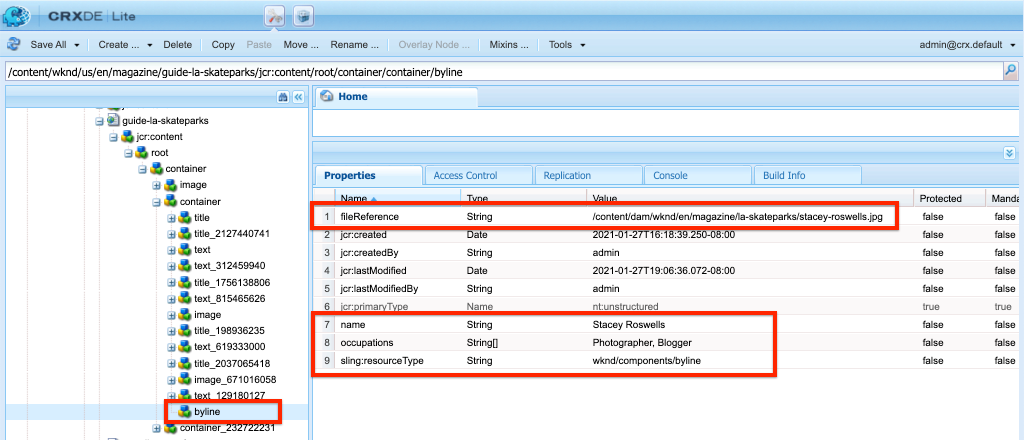 CRXDE | Lite
Save All Create ... Delete Copy Paste Move ... Rename ... Overlay Node ... Mixins ... Tools admin@crx.default
/content/wknd/us/en/magazine/guide-la-skateparks/jcr:content/root/container/container/byline
Home
guide-la-skateparks
jcr:content
root
container
image
container
title
title_2127440741
text
text_312459940
title_1756138806
text_815465626
image
title_198936235
text_619333000
title_2037065418
image_671016058
text_129180127
byline
container_232722231
Properties Access Control Replication Console Build Info
Name Type Value Protected Manda
1 fileReference String /content/dam/wknd/en/magazine/la-skateparks/stacey-roswells.jpg false false
2 jcr:created Date 2021-01-27T16:18:39.250-08:00 false false
3 jcr:createdBy String admin false false
4 jcr:lastModified Date 2021-01-27T19:06:36.072-08:00 false false
5 jcr:lastModifiedBy String admin false false
6 jcr:primaryType Name nt:unstructured true true
7 name String Stacey Roswells false false
8 occupations String[] Photographer, Blogger false false
9 sling:resourceType String wknd/components/byline false false